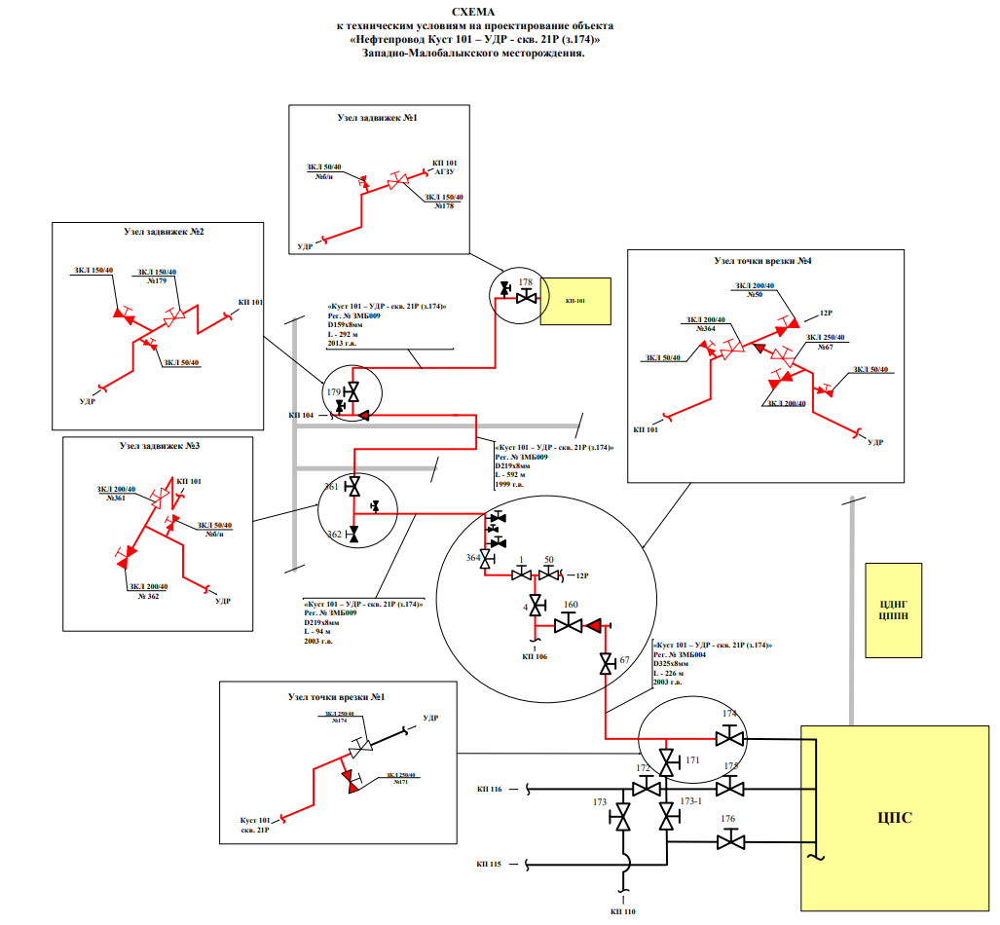 СХЕМА
к техническим условиям на проектирование объекта
«Нефтепровод Куст 101 – УДР - скв. 21Р (з.174)»
Западно-Малобалыкского месторождения.
Узел задвижек №1
ЗКЛ 50/40
№б/н
КП 101
АГЗУ
ЗКЛ 150/40
№178
УДР
Узел задвижек №2
ЗКЛ 150/40
ЗКЛ 150/40
№179
КП 101
ЗКЛ 50/40
УДР
178
КП-101
«Куст 101 – УДР - скв. 21Р (з.174)»
Рег. № ЗМБ009
D159х8мм
L - 292 м
2013 г.в.
179
КП 104
Узел точки врезки №4
ЗКЛ 200/40
№50
12Р
ЗКЛ 200/40
№364
ЗКЛ 250/40
№67
ЗКЛ 50/40
ЗКЛ 50/40
ЗКЛ 200/40
КП 101
УДР
Узел задвижек №3
КП 101
ЗКЛ 200/40
№361
ЗКЛ 50/40
№б/н
ЗКЛ 200/40
№ 362
УДР
«Куст 101 – УДР - скв. 21Р (з.174)»
Рег. № ЗМБ009
D219х8мм
L - 592 м
1999 г.в.
361
362
364
1
50
12Р
4
160
КП 106
67
ЦДНГ
ЦППН
«Куст 101 – УДР - скв. 21Р (з.174)»
Рег. № ЗМБ009
D219х8мм
L - 94 м
2003 г.в.
«Куст 101 – УДР - скв. 21Р (з.174)»
Рег. № ЗМБ004
D325х8мм
L - 226 м
2003 г.в.
Узел точки врезки №1
ЗКЛ 250/40
№174
УДР
ЗКЛ 250/40
№171
Куст 101
скв. 21Р
174
171
172
175
КП 116
173
173-1
176
ЦПС
КП 115
КП 110